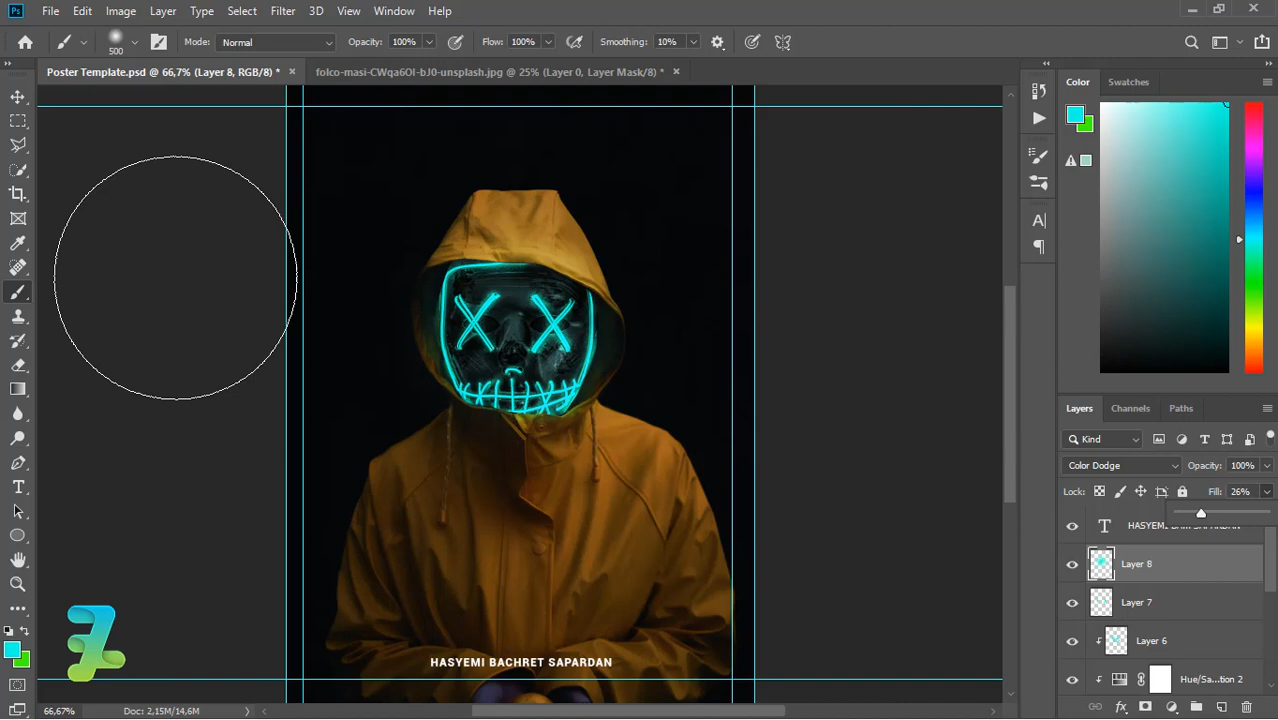 Ps File Edit Image Layer Type Select Filter 3D View Window Help
500 Mode: Normal Opacity: 100% Flow: 100% Smoothing: 10%
Poster Template.psd @ 66,7% (Layer 8, RGB/8) * × folco-masi-CWqa6OI-bJ0-unsplash.jpg @ 25% (Layer 0, Layer Mask/8) * ×
Color Swatches
Layers Channels Paths
Kind
Color Dodge Opacity: 100%
Lock: Fill: 26%
Layer 8
Layer 7
Layer 6
Hue/Sa...tion 2
HASYEMI BACHRET SAPARDAN
66,67% Doc: 2,15M/14,6M